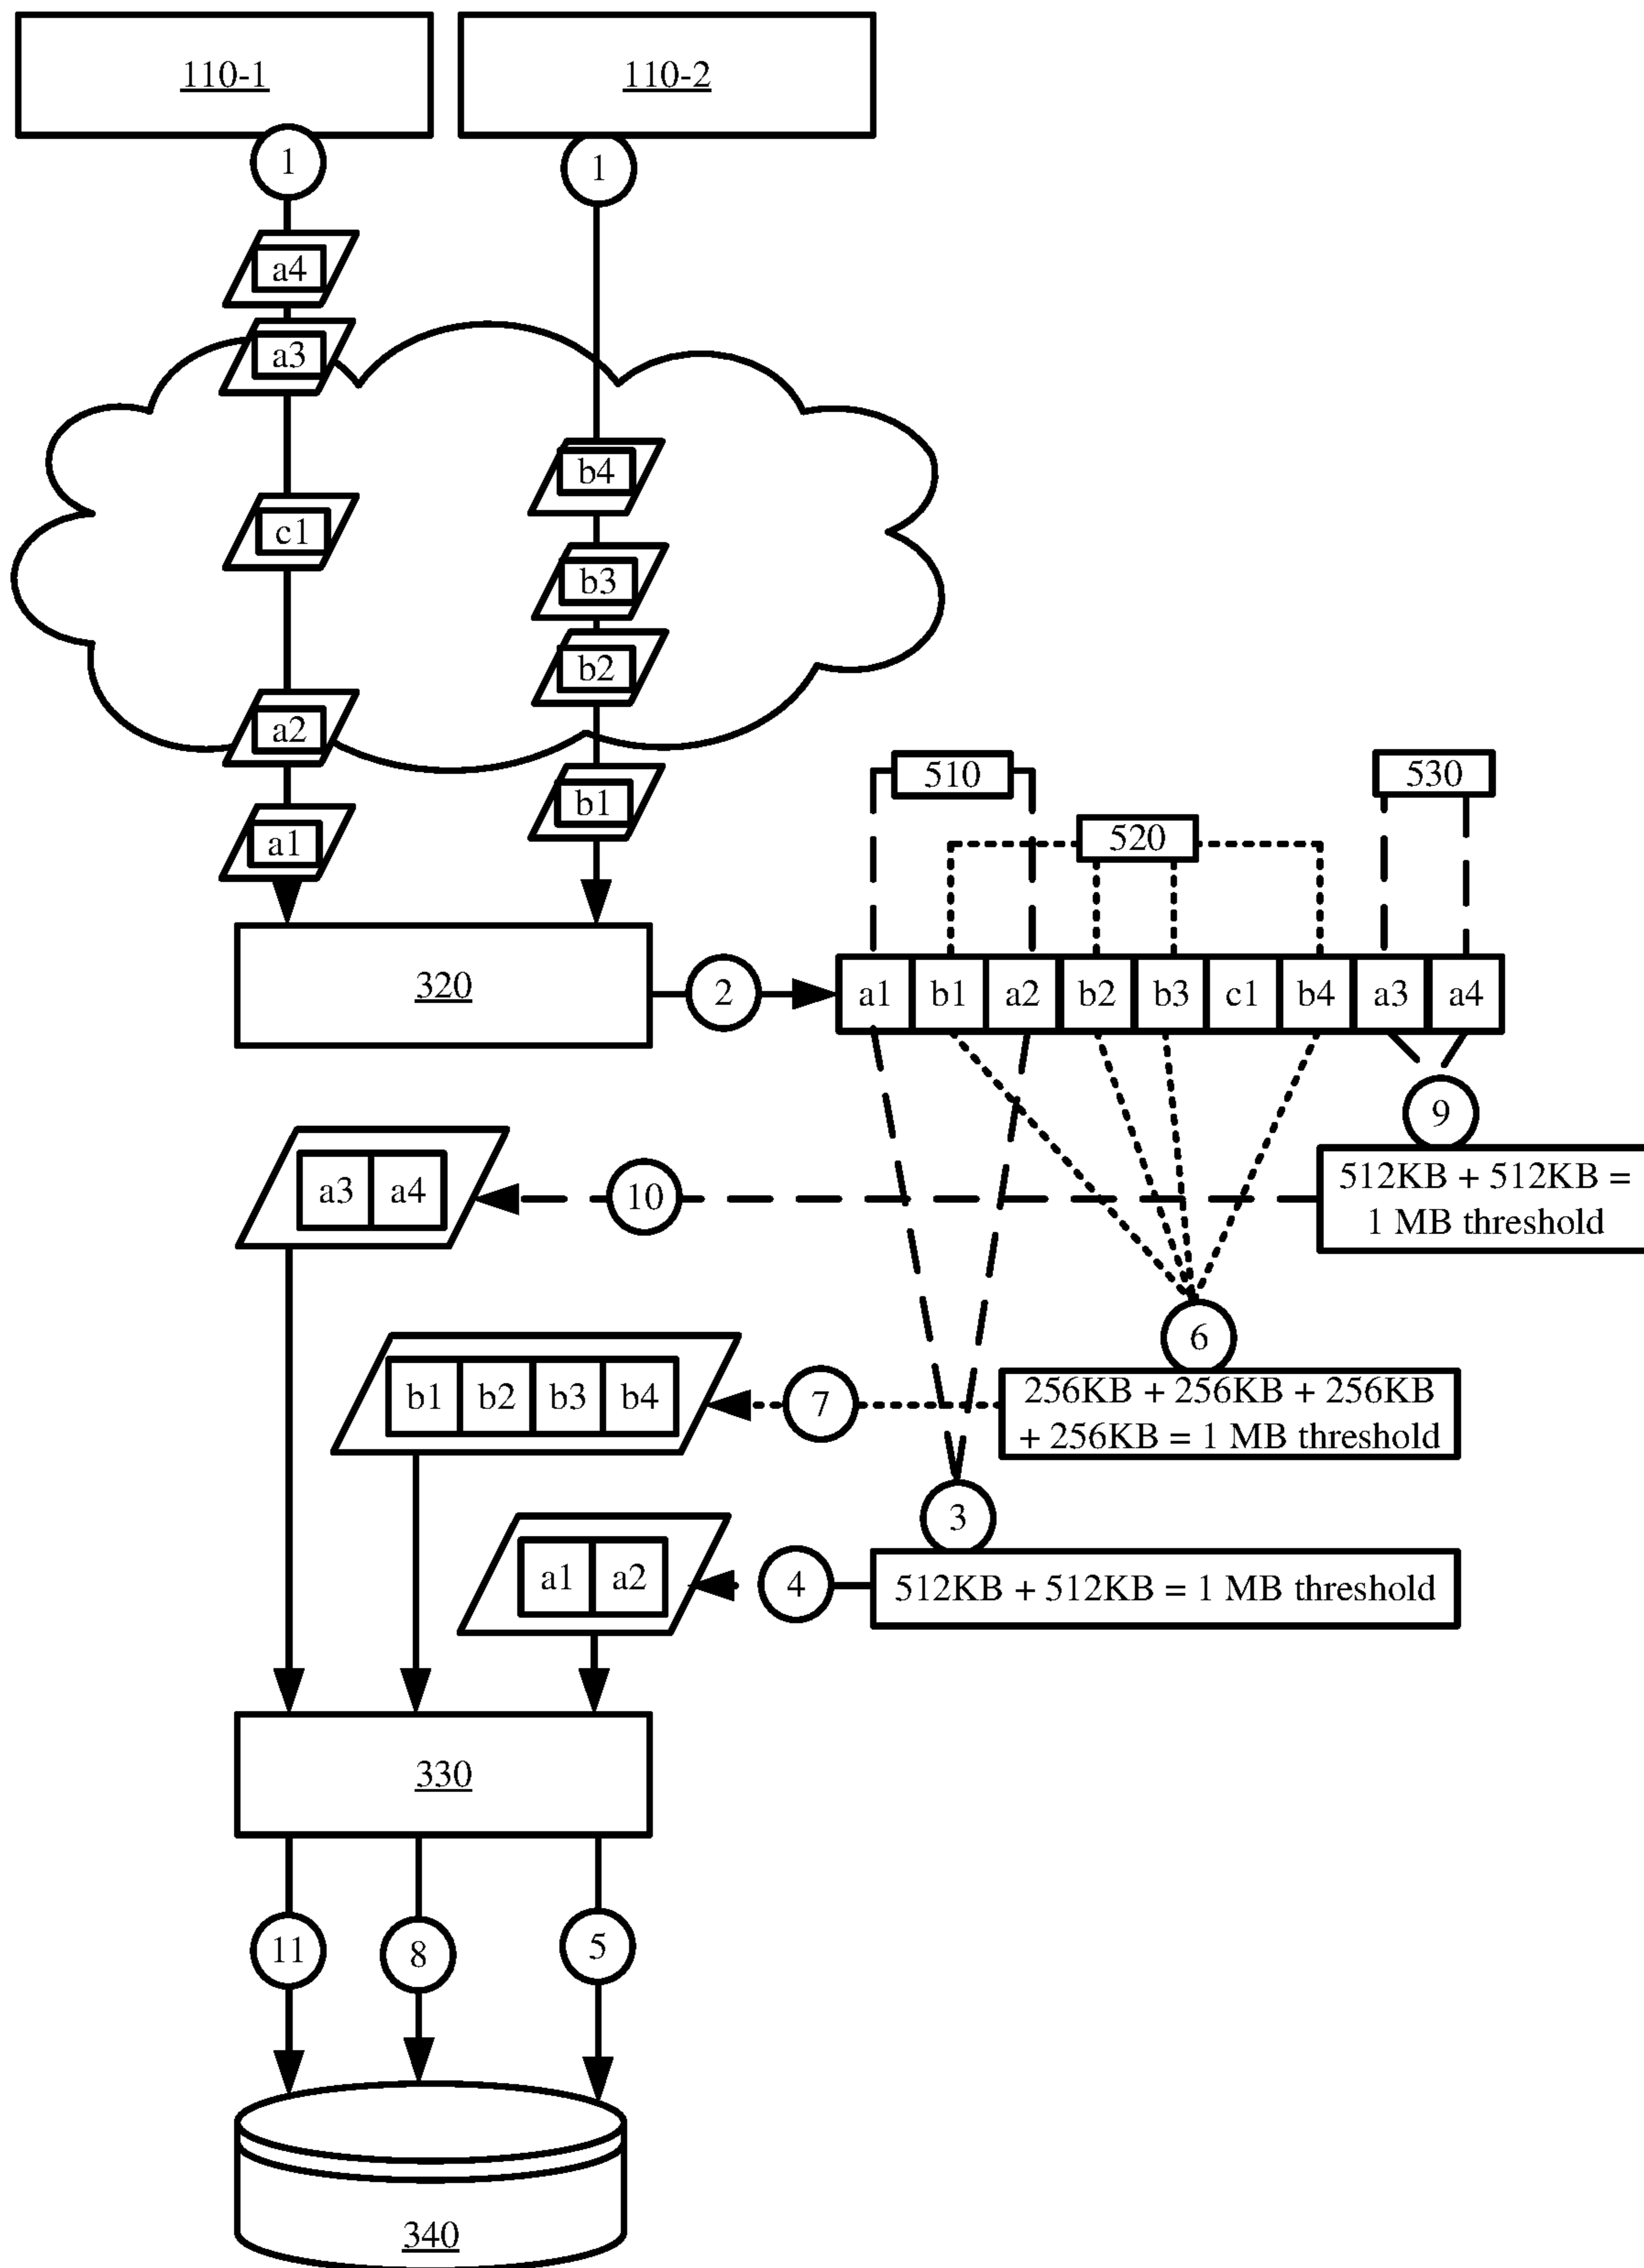 110-1
110-2
1
1
a4
a3
b4
c1
b3
b2
a2
b1
a1
510
530
520
320
2
a1 b1 a2 b2 b3 c1 b4 a3 a4
9
a3 a4
10
512KB + 512KB =
1 MB threshold
6
b1 b2 b3 b4
7
256KB + 256KB + 256KB
+ 256KB = 1 MB threshold
3
a1 a2
4
512KB + 512KB = 1 MB threshold
330
11
8
5
340